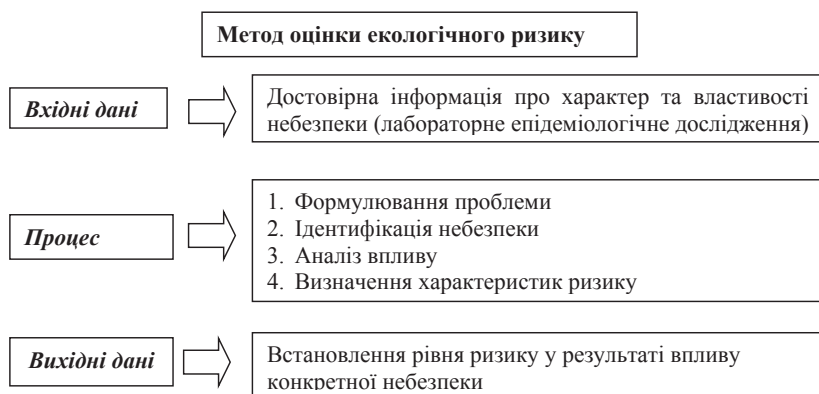 Метод оцінки екологічного ризику
Вхідні дані
Достовірна інформація про характер та властивості
небезпеки (лабораторне епідеміологічне дослідження)
Процес
1. Формулювання проблеми
2. Ідентифікація небезпеки
3. Аналіз впливу
4. Визначення характеристик ризику
Вихідні дані
Встановлення рівня ризику у результаті впливу
конкретної небезпеки